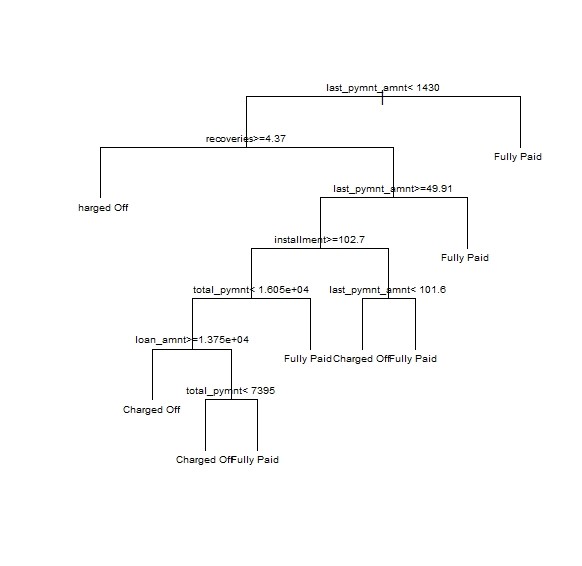 last_pymnt_amnt< 1430
recoveries>=4.37
Fully Paid
last_pymnt_amnt>=49.91
harged Off
installment>=102.7
Fully Paid
total_pymnt< 1.605e+04
last_pymnt_amnt< 101.6
loan_amnt>=1.375e+04
Fully Paid
Charged Off
Fully Paid
total_pymnt< 7395
Charged Off
Charged Off
Fully Paid